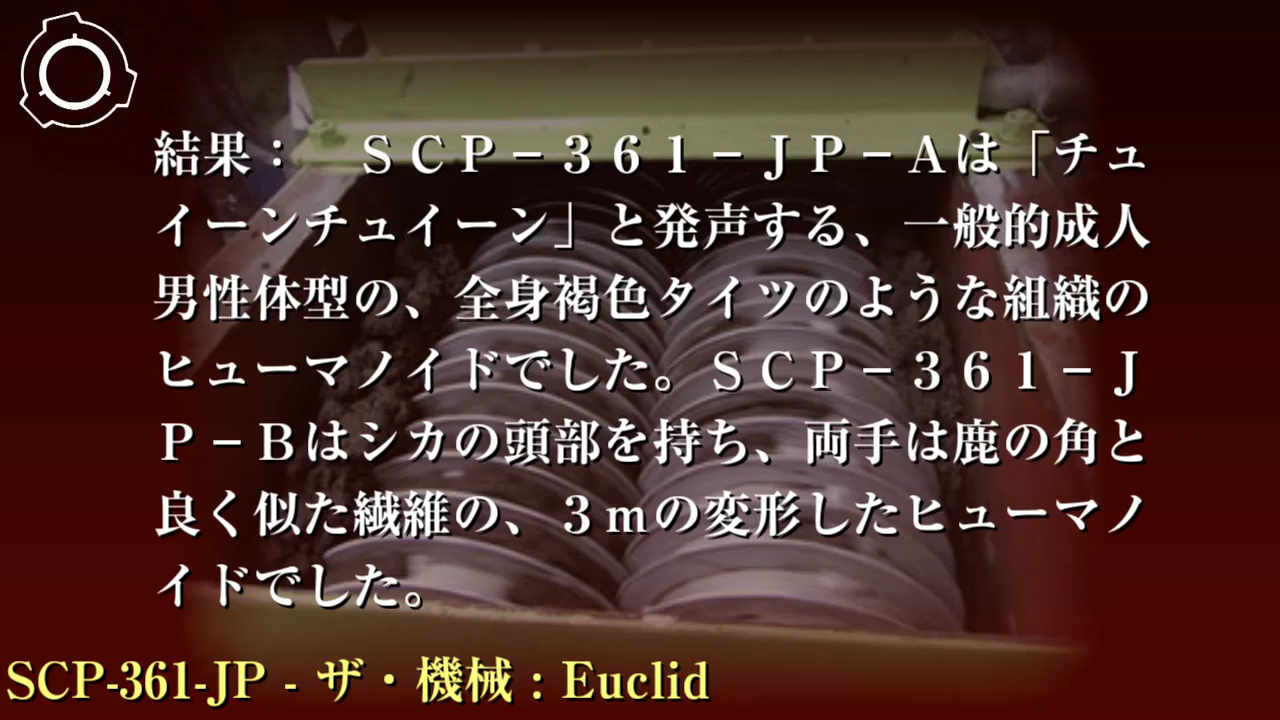 結果：　ＳＣＰ－３６１－ＪＰ－Ａは「チュ
イーンチュイーン」と発声する、一般的成人
男性体型の、全身褐色タイツのような組織の
ヒューマノイドでした。ＳＣＰ－３６１－Ｊ
Ｐ－Ｂはシカの頭部を持ち、両手は鹿の角と
良く似た繊維の、３ｍの変形したヒューマノ
イドでした。
SCP-361-JP - ザ・機械 : Euclid